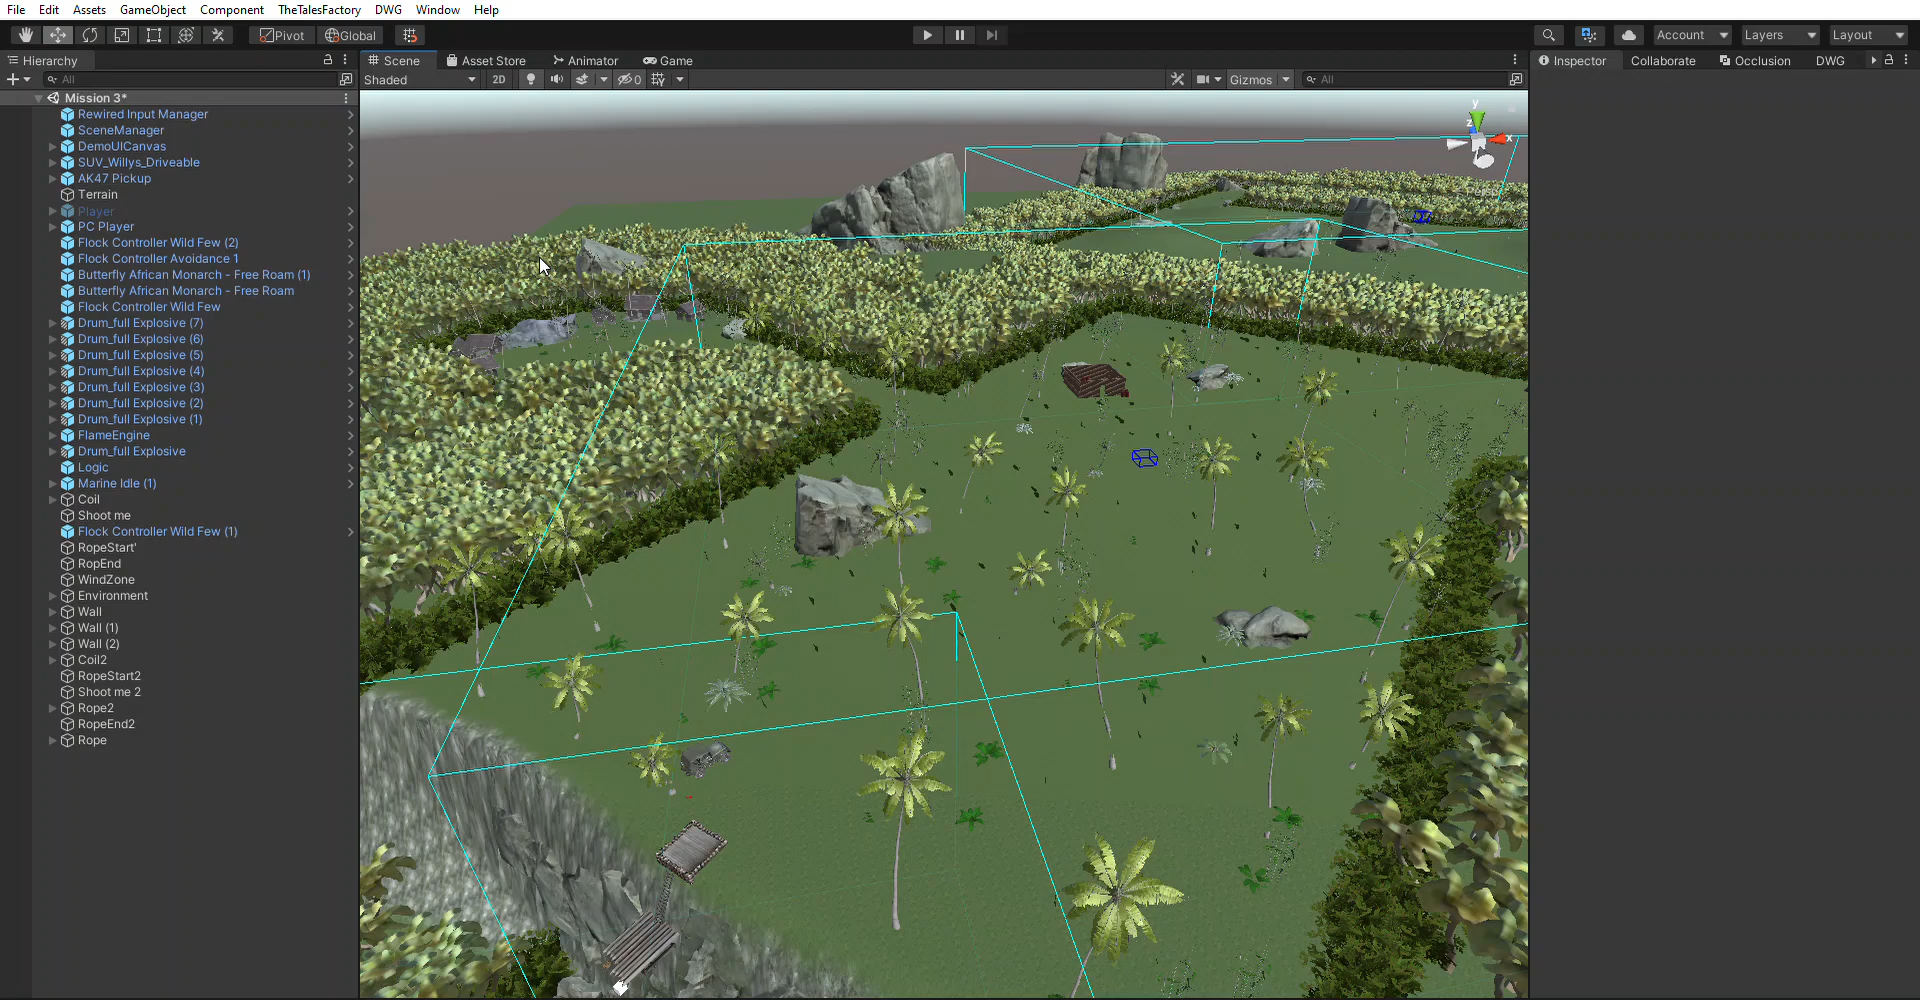 File Edit Assets GameObject Component TheTalesFactory DWG Window Help
Pivot Global Account Layers Layout
Hierarchy Scene Asset Store Animator Game Inspector Collaborate Occlusion DWG
All Shaded 2D 0 Gizmos All
Mission 3*
Rewired Input Manager
SceneManager
DemoUICanvas
SUV_Willys_Driveable
AK47 Pickup
Terrain
Player
PC Player
Flock Controller Wild Few (2)
Flock Controller Avoidance 1
Butterfly African Monarch - Free Roam (1)
Butterfly African Monarch - Free Roam
Flock Controller Wild Few
Drum_full Explosive (7)
Drum_full Explosive (6)
Drum_full Explosive (5)
Drum_full Explosive (4)
Drum_full Explosive (3)
Drum_full Explosive (2)
Drum_full Explosive (1)
FlameEngine
Drum_full Explosive
Logic
Marine Idle (1)
Coil
Shoot me
Flock Controller Wild Few (1)
RopeStart'
RopEnd
WindZone
Environment
Wall
Wall (1)
Wall (2)
Coil2
RopeStart2
Shoot me 2
Rope2
RopeEnd2
Rope
y
z
x
Persp